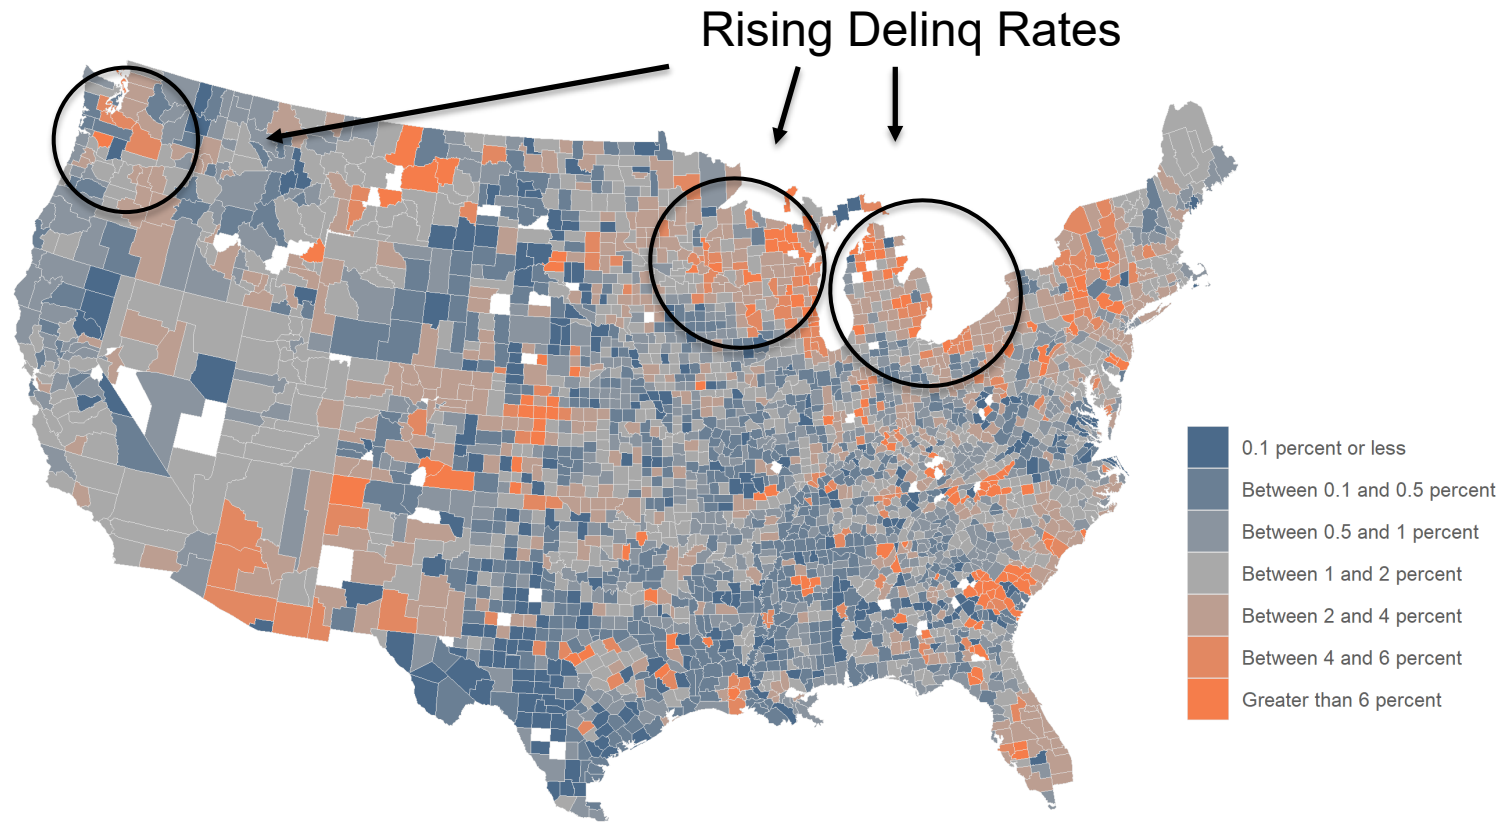 Rising Delinq Rates
0.1 percent or less
Between 0.1 and 0.5 percent
Between 0.5 and 1 percent
Between 1 and 2 percent
Between 2 and 4 percent
Between 4 and 6 percent
Greater than 6 percent